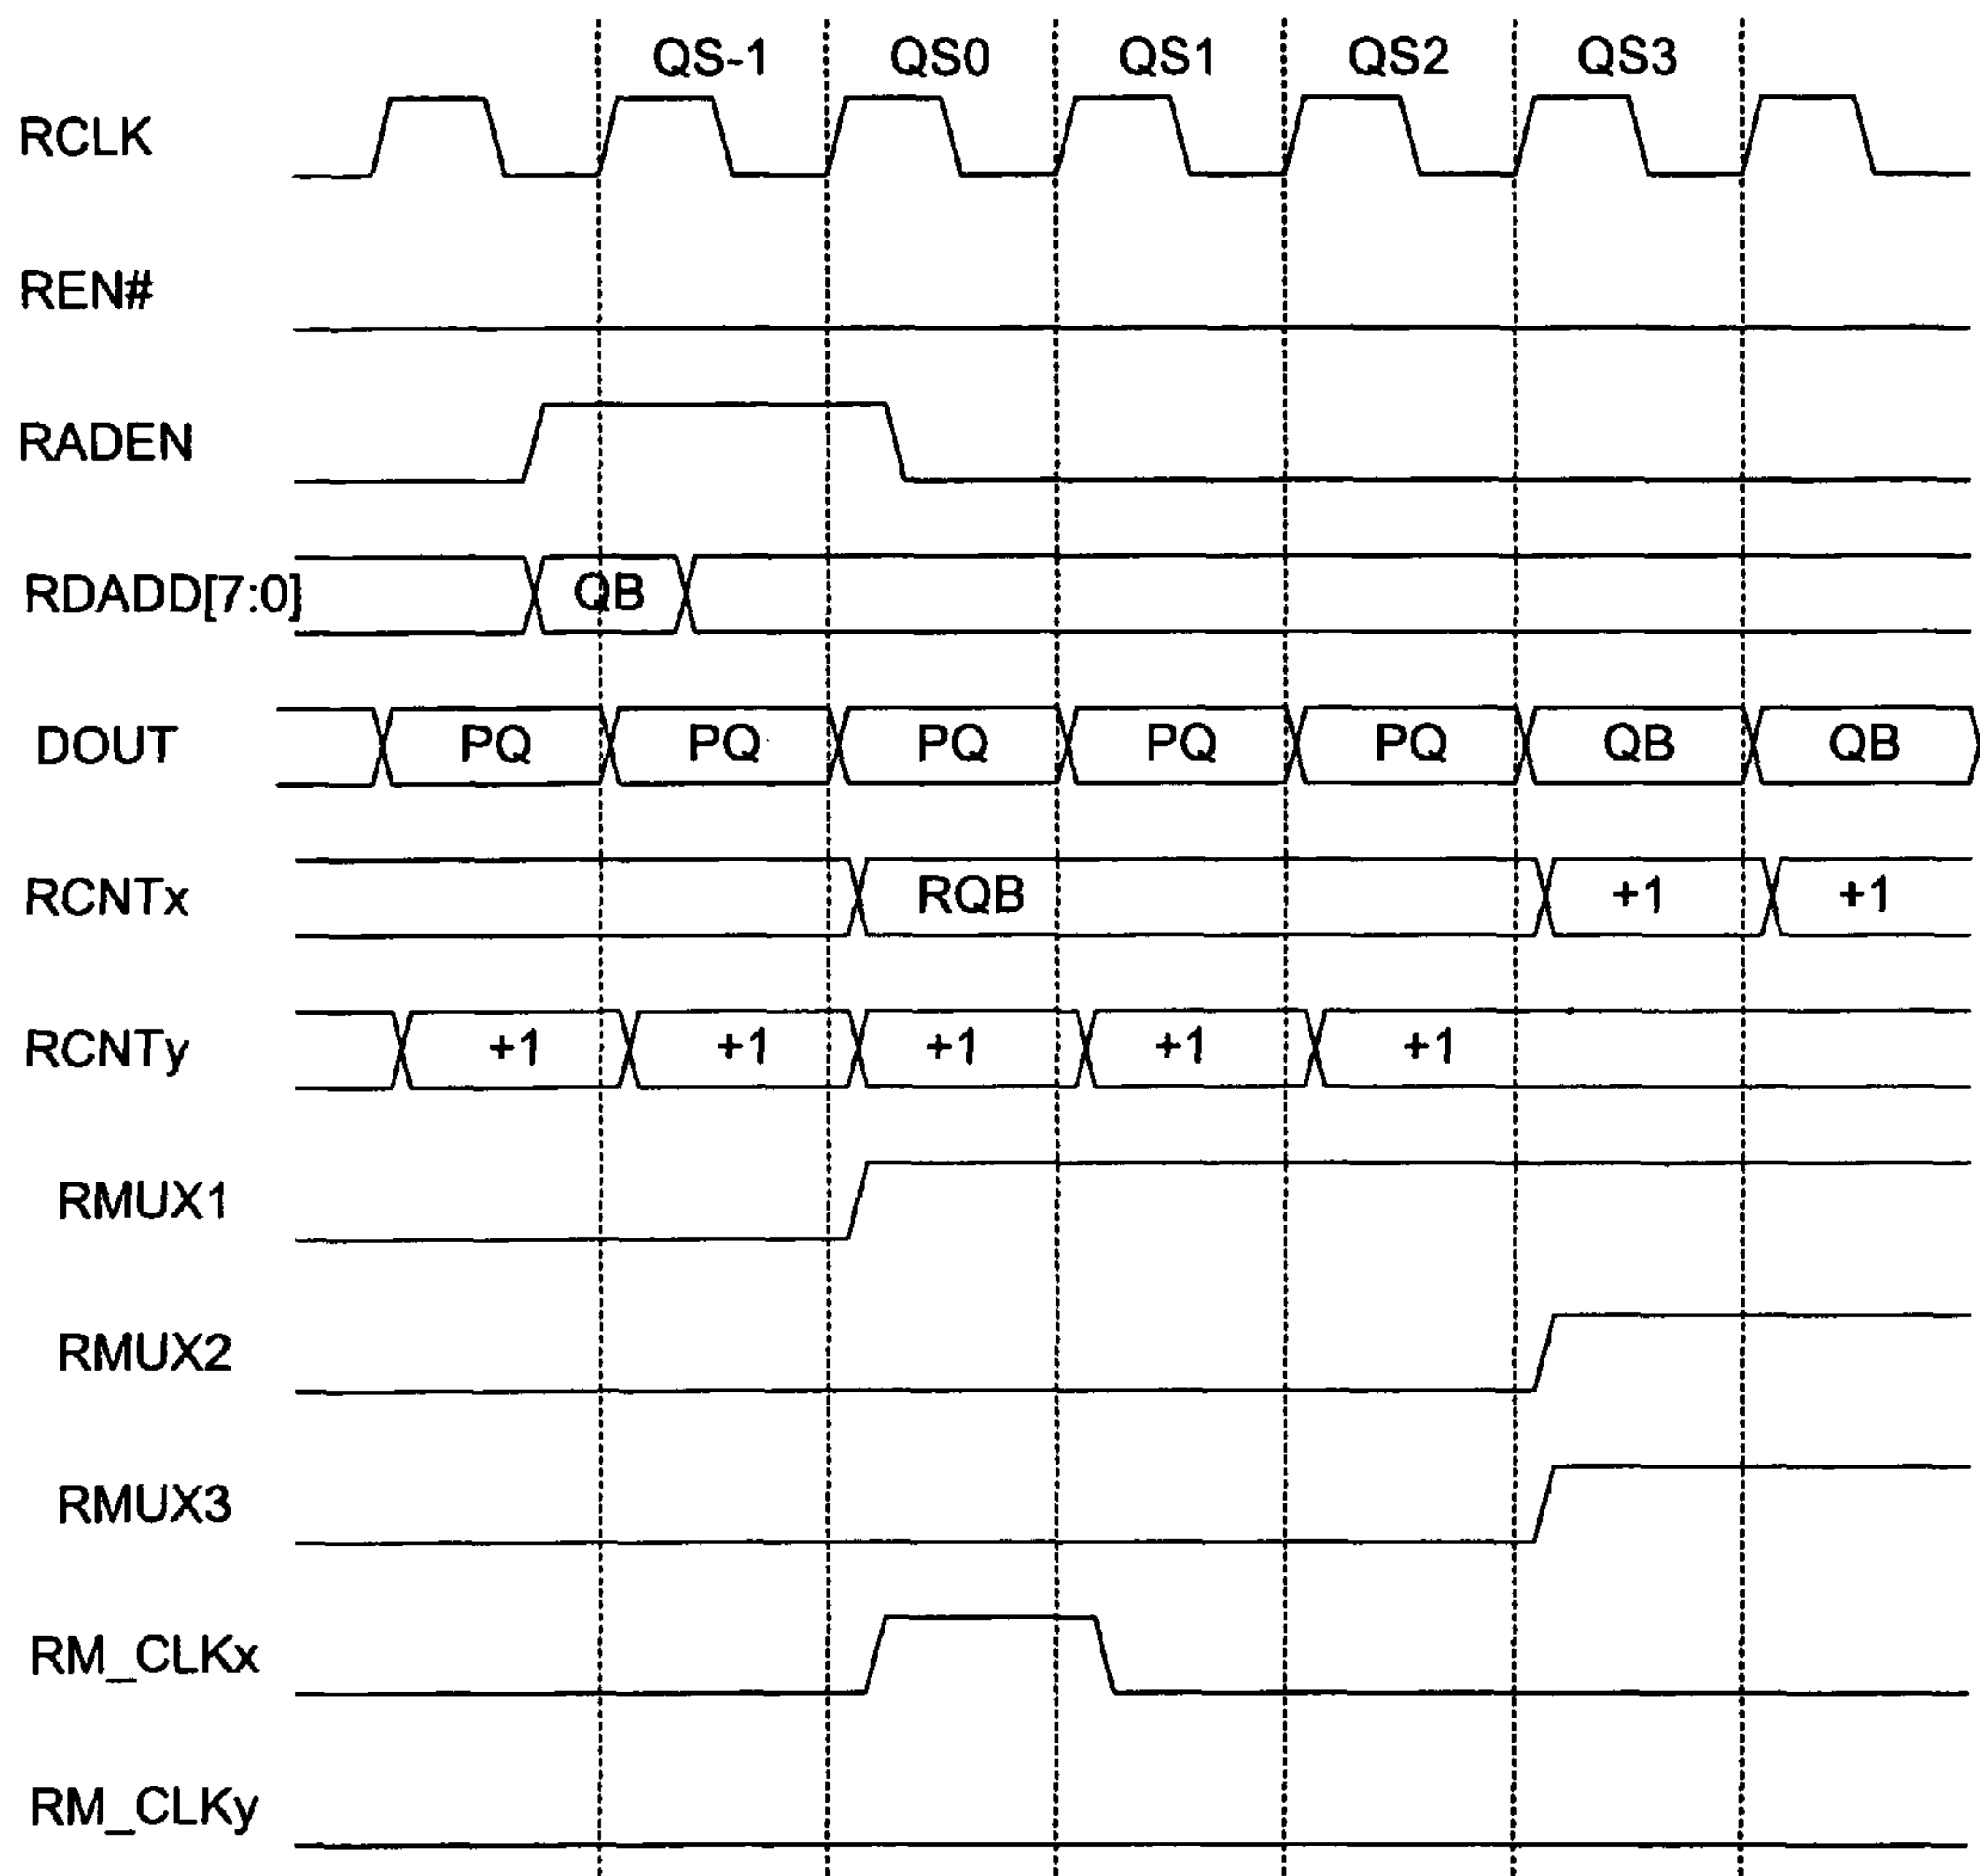 QS-1 QS0 QS1 QS2 QS3
RCLK
REN#
RADEN
RDADD[7:0] QB
DOUT PQ PQ PQ PQ PQ QB QB
RCNTx RQB +1 +1
RCNTy +1 +1 +1 +1 +1
RMUX1
RMUX2
RMUX3
RM_CLKx
RM_CLKy